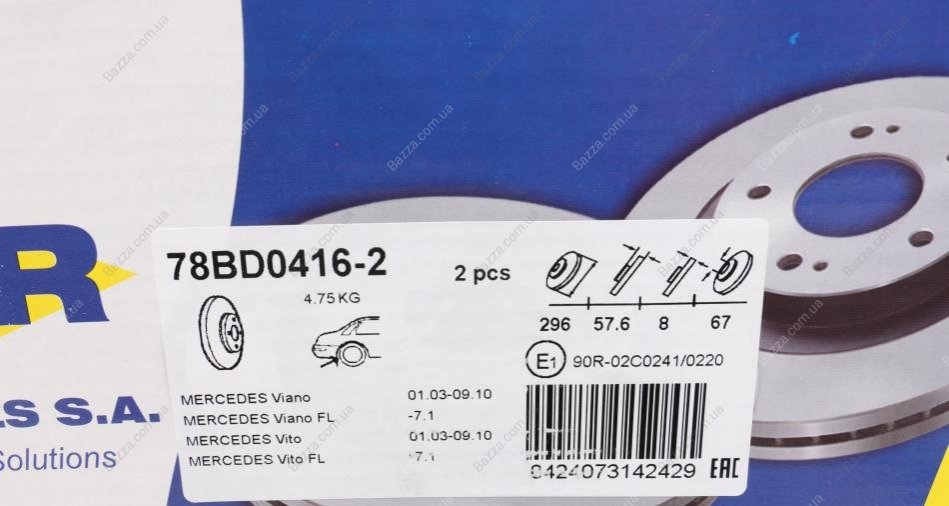 R
ES S.A.
Solutions
78BD0416-2
2 pcs
4.75 KG
296 57.6 8 67
E1 90R-02C0241/0220
MERCEDES Viano 01.03-09.10
MERCEDES Viano FL -7.1
MERCEDES Vito 01.03-09.10
MERCEDES Vito FL -7.1
8424073142429
EAC
Bazza.com.ua